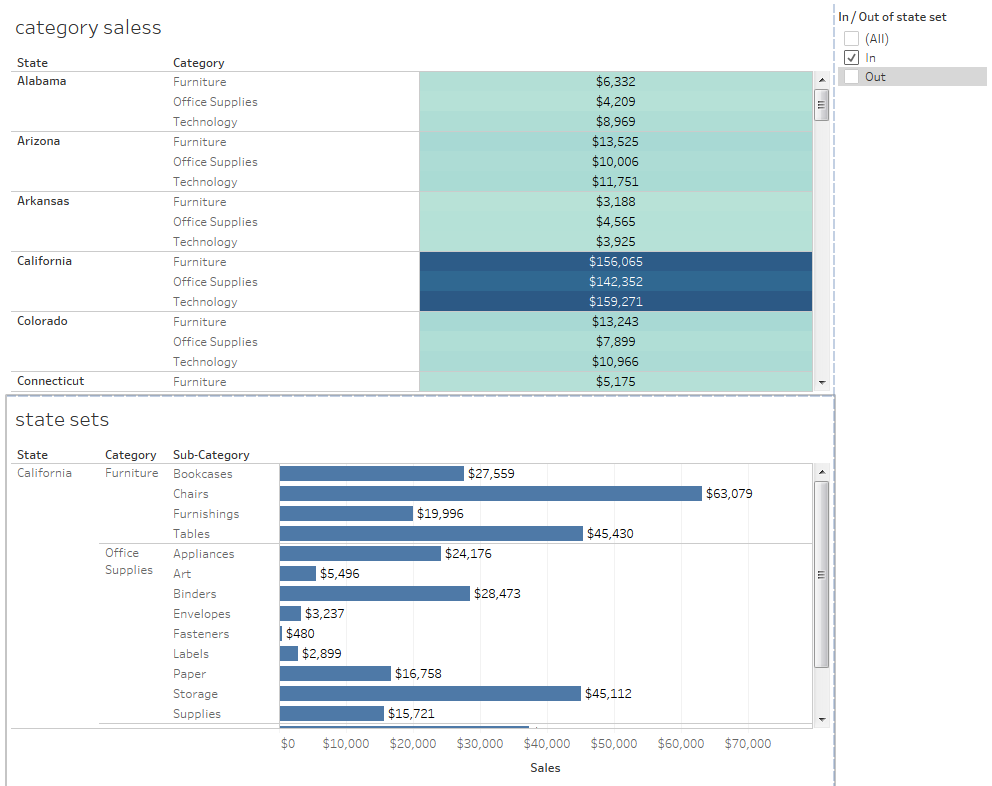 category saless
State Category
Alabama Furniture $6,332
Office Supplies $4,209
Technology $8,969
Arizona Furniture $13,525
Office Supplies $10,006
Technology $11,751
Arkansas Furniture $3,188
Office Supplies $4,565
Technology $3,925
California Furniture $156,065
Office Supplies $142,352
Technology $159,271
Colorado Furniture $13,243
Office Supplies $7,899
Technology $10,966
Connecticut Furniture $5,175
In / Out of state set
(All)
In
Out
state sets
State Category Sub-Category
California Furniture Bookcases $27,559
Chairs $63,079
Furnishings $19,996
Tables $45,430
Office Supplies Appliances $24,176
Art $5,496
Binders $28,473
Envelopes $3,237
Fasteners $480
Labels $2,899
Paper $16,758
Storage $45,112
Supplies $15,721
$0 $10,000 $20,000 $30,000 $40,000 $50,000 $60,000 $70,000
Sales